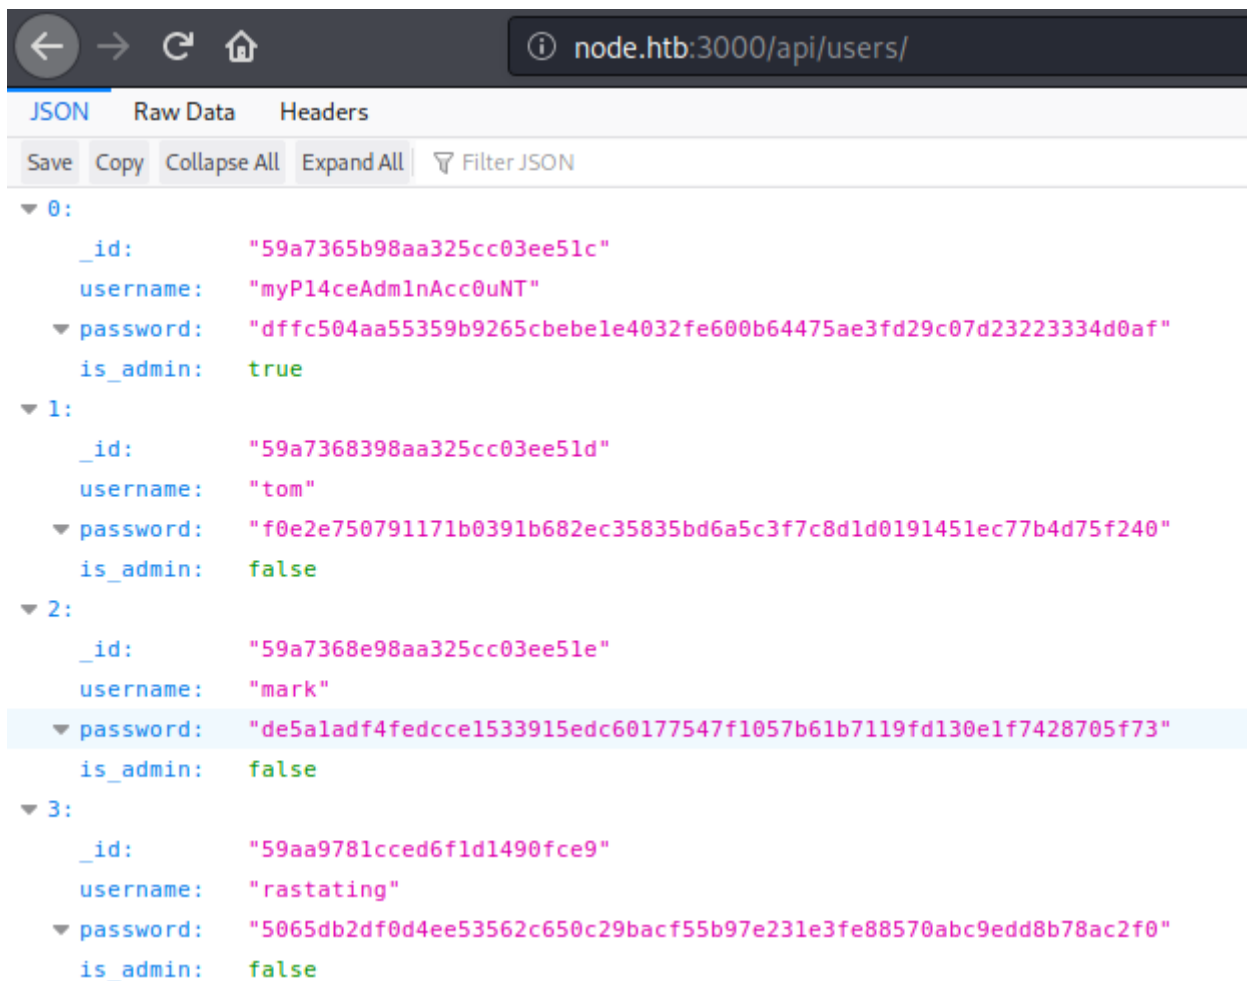 node.htb:3000/api/users/
JSON Raw Data Headers
Save Copy Collapse All Expand All Filter JSON
0:
_id: "59a7365b98aa325cc03ee51c"
username: "myP14ceAdm1nAcc0uNT"
password: "dffc504aa55359b9265cbebe1e4032fe600b64475ae3fd29c07d23223334d0af"
is_admin: true
1:
_id: "59a7368398aa325cc03ee51d"
username: "tom"
password: "f0e2e750791171b0391b682ec35835bd6a5c3f7c8d1d0191451ec77b4d75f240"
is_admin: false
2:
_id: "59a7368e98aa325cc03ee51e"
username: "mark"
password: "de5a1adf4fedcce1533915edc60177547f1057b61b7119fd130e1f7428705f73"
is_admin: false
3:
_id: "59aa9781cced6f1d1490fce9"
username: "rastating"
password: "5065db2df0d4ee53562c650c29bacf55b97e231e3fe88570abc9edd8b78ac2f0"
is_admin: false